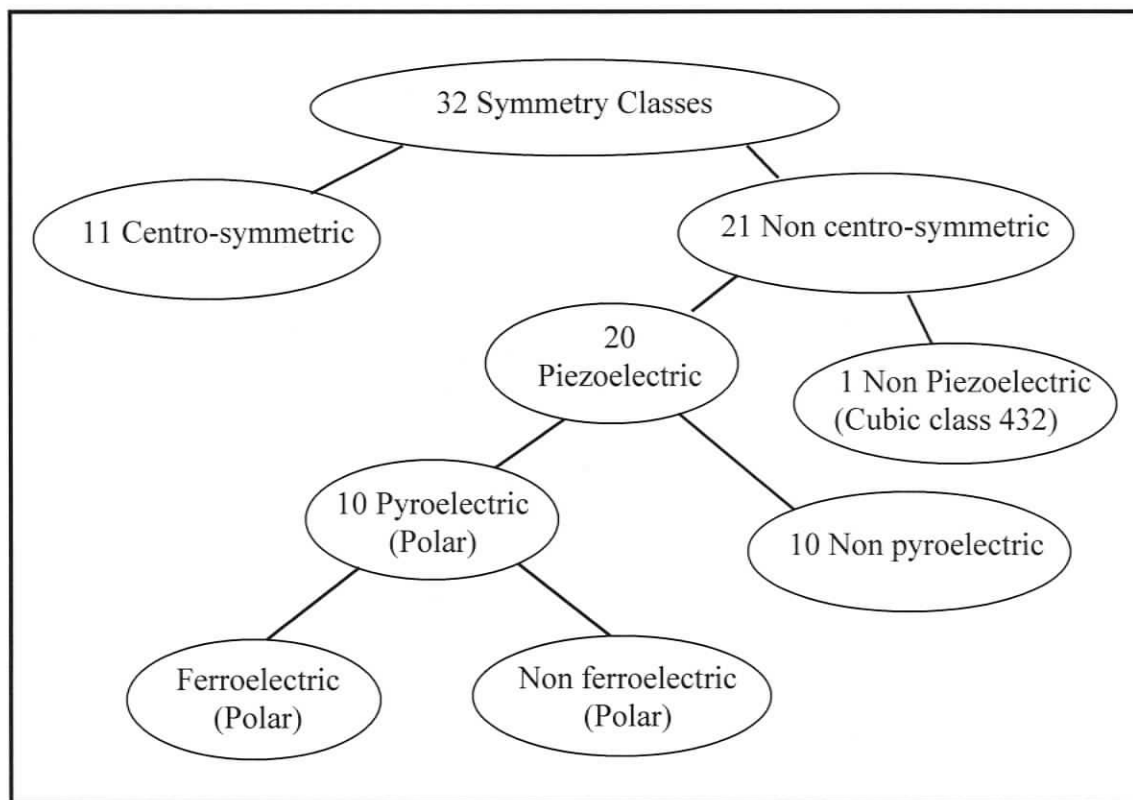 32 Symmetry Classes
11 Centro-symmetric
21 Non centro-symmetric
20
Piezoelectric
1 Non Piezoelectric
(Cubic class 432)
10 Pyroelectric
(Polar)
10 Non pyroelectric
Ferroelectric
(Polar)
Non ferroelectric
(Polar)